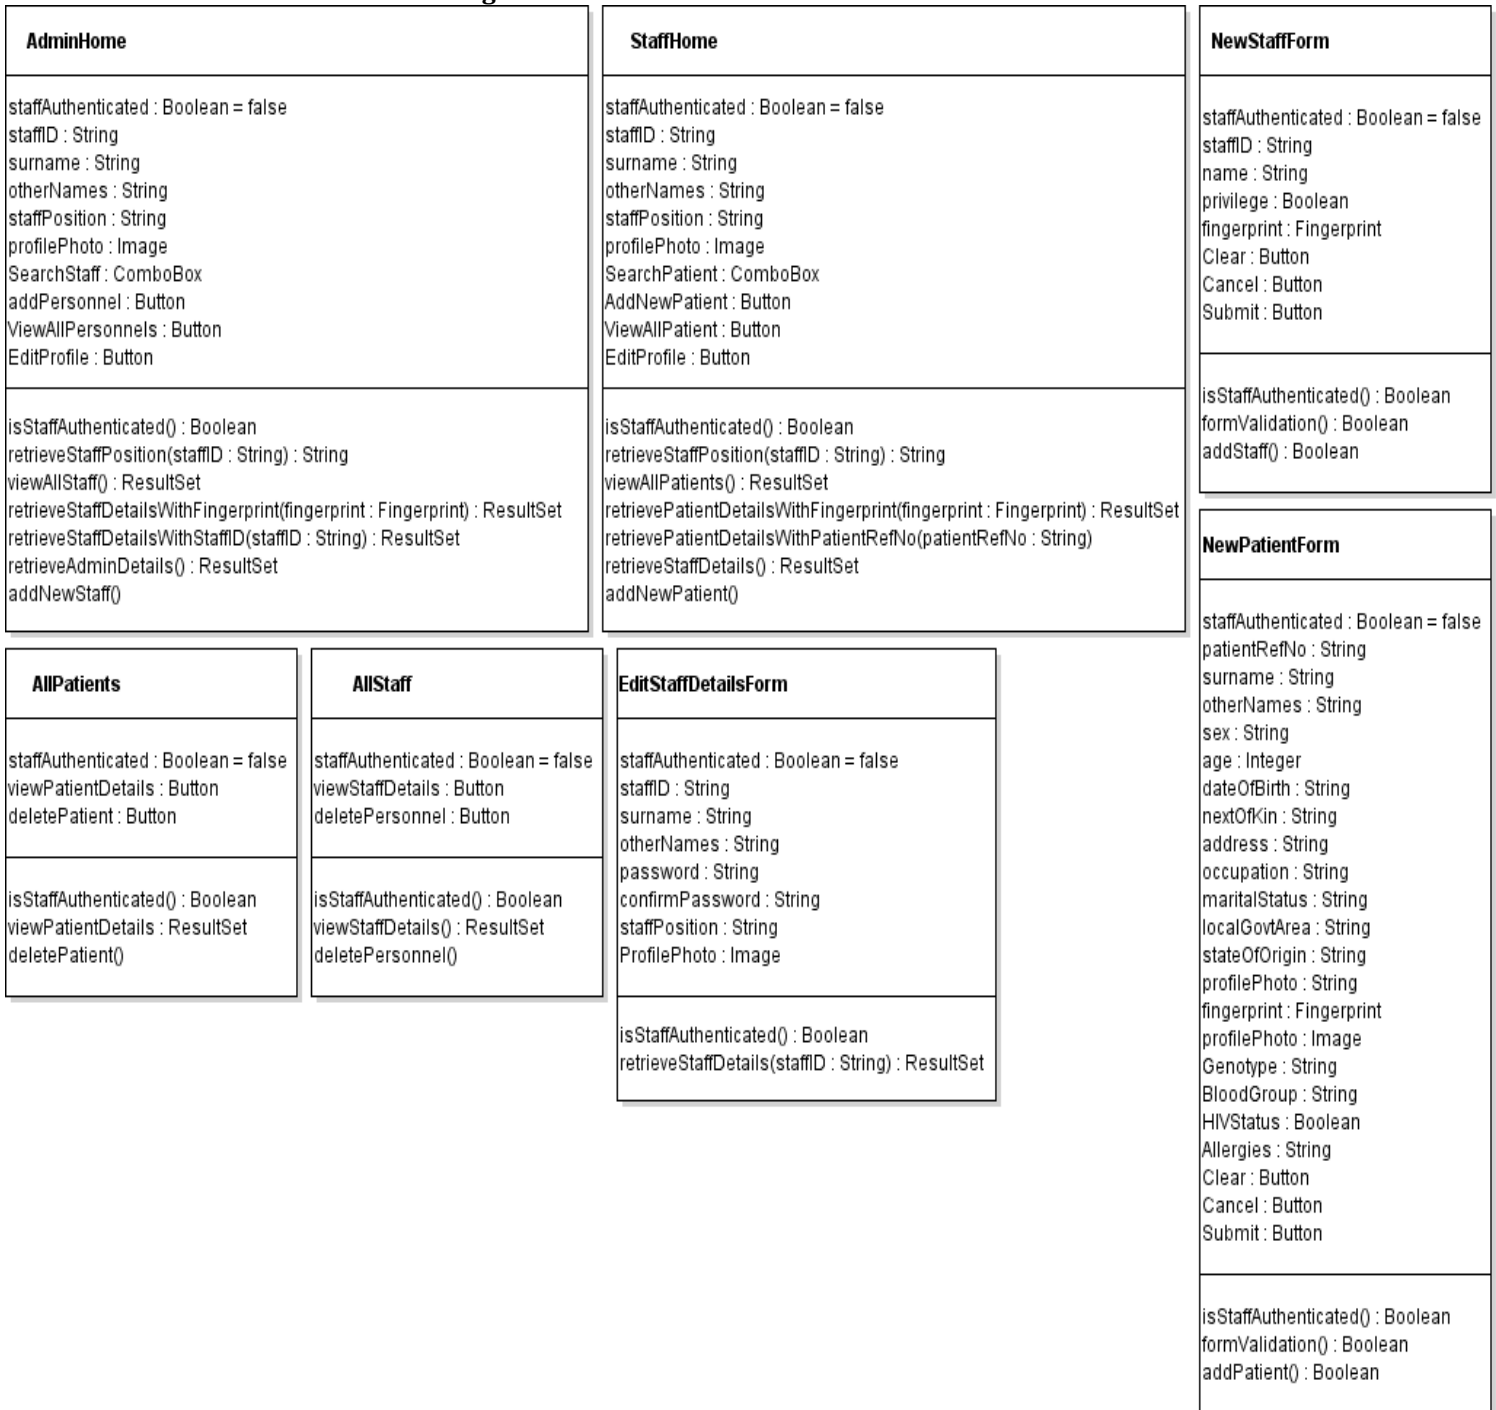 AdminHome
staffAuthenticated : Boolean = false
staffID : String
surname : String
otherNames : String
staffPosition : String
profilePhoto : Image
SearchStaff : ComboBox
addPersonnel : Button
ViewAllPersonnels : Button
EditProfile : Button
isStaffAuthenticated() : Boolean
retrieveStaffPosition(staffID : String) : String
viewAllStaff() : ResultSet
retrieveStaffDetailsWithFingerprint(fingerprint : Fingerprint) : ResultSet
retrieveStaffDetailsWithStaffID(staffID : String) : ResultSet
retrieveAdminDetails() : ResultSet
addNewStaff()
StaffHome
staffAuthenticated : Boolean = false
staffID : String
surname : String
otherNames : String
staffPosition : String
profilePhoto : Image
SearchPatient : ComboBox
AddNewPatient : Button
ViewAllPatient : Button
EditProfile : Button
isStaffAuthenticated() : Boolean
retrieveStaffPosition(staffID : String) : String
viewAllPatients() : ResultSet
retrievePatientDetailsWithFingerprint(fingerprint : Fingerprint) : ResultSet
retrievePatientDetailsWithPatientRefNo(patientRefNo : String)
retrieveStaffDetails() : ResultSet
addNewPatient()
NewStaffForm
staffAuthenticated : Boolean = false
staffID : String
name : String
privilege : Boolean
fingerprint : Fingerprint
Clear : Button
Cancel : Button
Submit : Button
isStaffAuthenticated() : Boolean
formValidation() : Boolean
addStaff() : Boolean
AllPatients
staffAuthenticated : Boolean = false
viewPatientDetails : Button
deletePatient : Button
isStaffAuthenticated() : Boolean
viewPatientDetails : ResultSet
deletePatient()
AllStaff
staffAuthenticated : Boolean = false
viewStaffDetails : Button
deletePersonnel : Button
isStaffAuthenticated() : Boolean
viewStaffDetails() : ResultSet
deletePersonnel()
EditStaffDetailsForm
staffAuthenticated : Boolean = false
staffID : String
surname : String
otherNames : String
password : String
confirmPassword : String
staffPosition : String
ProfilePhoto : Image
isStaffAuthenticated() : Boolean
retrieveStaffDetails(staffID : String) : ResultSet
NewPatientForm
staffAuthenticated : Boolean = false
patientRefNo : String
surname : String
otherNames : String
sex : String
age : Integer
dateOfBirth : String
nextOfKin : String
address : String
occupation : String
maritalStatus : String
localGovtArea : String
stateOfOrigin : String
profilePhoto : String
fingerprint : Fingerprint
profilePhoto : Image
Genotype : String
BloodGroup : String
HIVStatus : Boolean
Allergies : String
Clear : Button
Cancel : Button
Submit : Button
isStaffAuthenticated() : Boolean
formValidation() : Boolean
addPatient() : Boolean